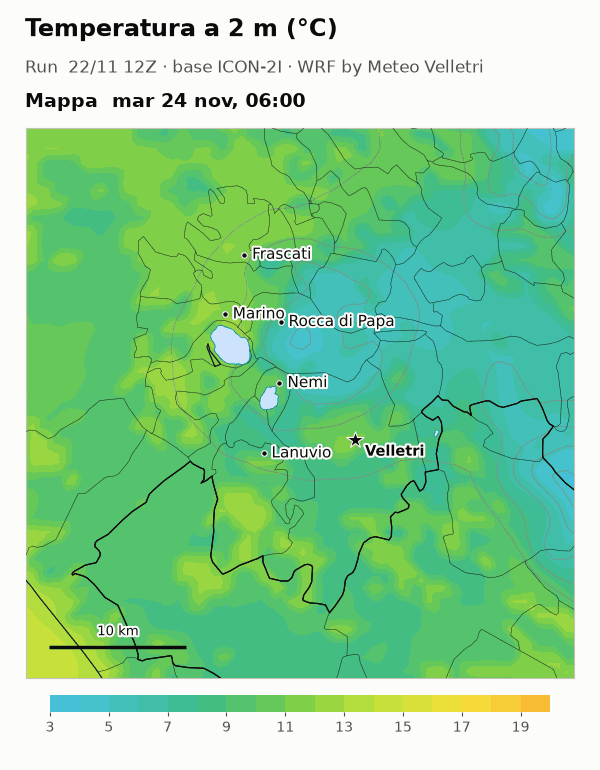 Temperatura a 2 m (°C)
Run  22/11 12Z · base ICON-2I · WRF by Meteo Velletri
Mappa  mar 24 nov, 06:00
Frascati
Marino
Rocca di Papa
Nemi
Velletri
Lanuvio
10 km
3 5 7 9 11 13 15 17 19